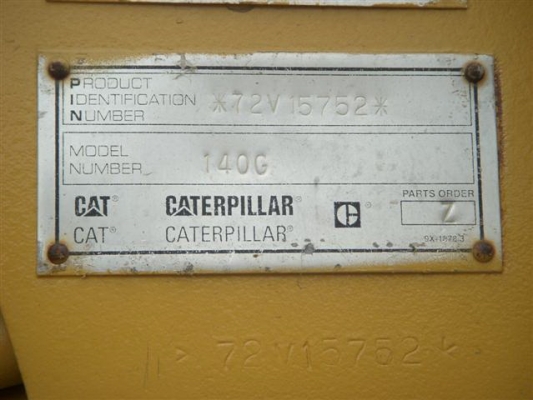 PRODUCT
IDENTIFICATION
NUMBER
*72V15752*
MODEL
NUMBER
140G
CAT CATERPILLAR C
PARTS ORDER
Z
CAT® CATERPILLAR®
72V15752